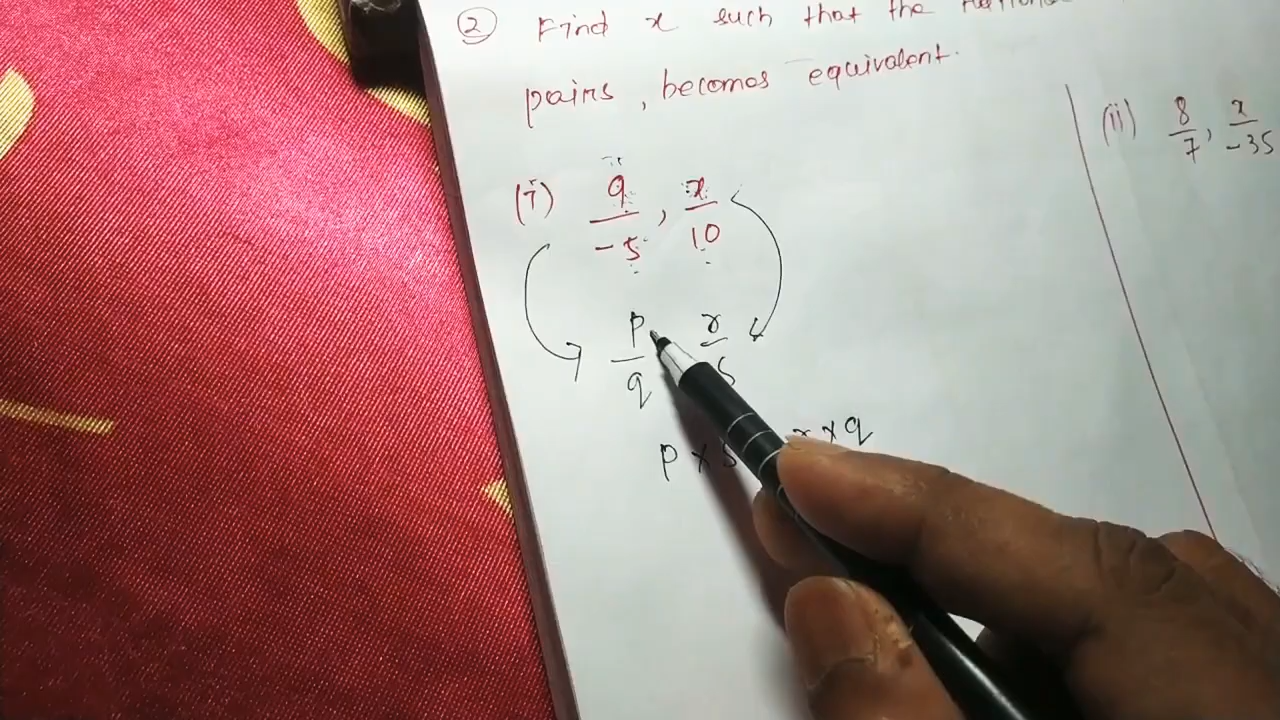 ② Find x such that the
pairs, becomes equivalent.
(i) 9/-5, x/10
(ii) 8/7, x/-35
p/q r/s
p × s r × q